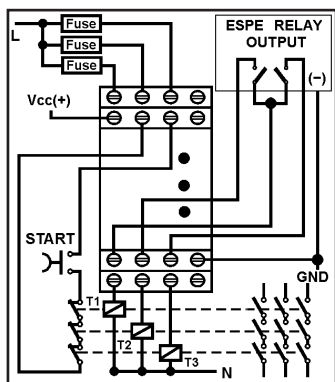 L
Fuse
Fuse
Fuse
ESPE RELAY
OUTPUT
(−)
Vcc(+)
START
GND
T1
T2
T3
N